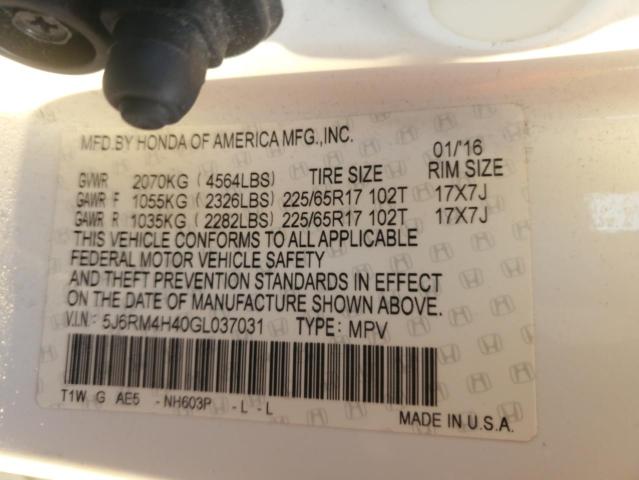 MFD.BY HONDA OF AMERICA MFG.,INC. 01/'16
GVWR 2070KG ( 4564LBS) TIRE SIZE RIM SIZE
GAWR F 1055KG ( 2326LBS) 225/65R17 102T 17X7J
GAWR R 1035KG ( 2282LBS) 225/65R17 102T 17X7J
THIS VEHICLE CONFORMS TO ALL APPLICABLE
FEDERAL MOTOR VEHICLE SAFETY
AND THEFT PREVENTION STANDARDS IN EFFECT
ON THE DATE OF MANUFACTURE SHOWN ABOVE.
V.I.N: 5J6RM4H40GL037031 TYPE: MPV
T1W G AE5 - NH603P - L - L
MADE IN U.S.A.